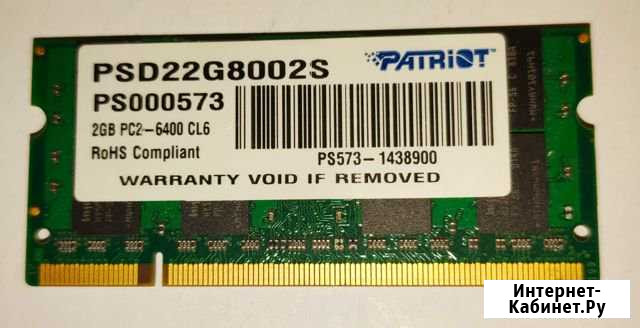 PSD22G8002S
PATRIOT
PS000573
2GB PC2-6400 CL6
RoHS Compliant
PS573-1438900
WARRANTY VOID IF REMOVED
Интернет-
Кабинет.Ру